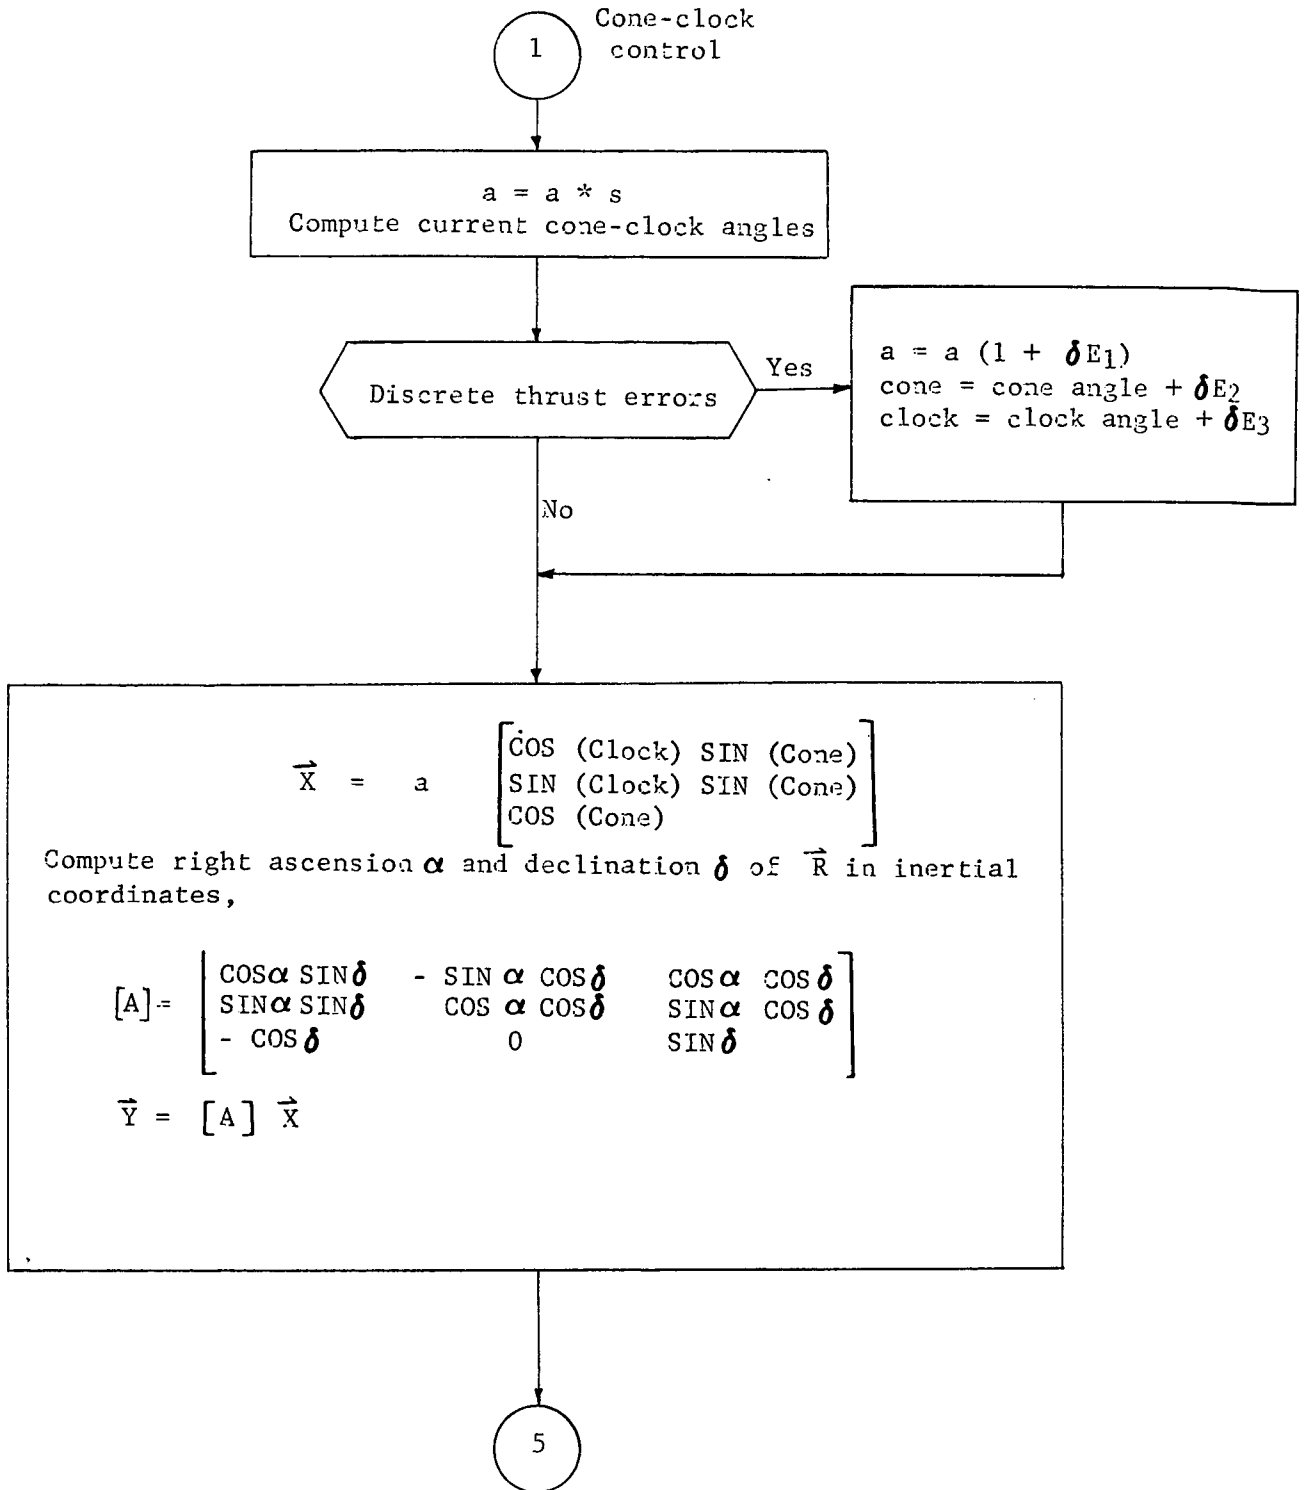 Cone-clock
control
1
a = a * s
Compute current cone-clock angles
Discrete thrust errors
Yes
a = a (1 + δE1)
cone = cone angle + δE2
clock = clock angle + δE3
No
X⃗ = a [COS (Clock) SIN (Cone)
SIN (Clock) SIN (Cone)
COS (Cone)]
Compute right ascension α and declination δ of R⃗ in inertial
coordinates,
[A] = [COSα SINδ - SIN α COSδ COSα COSδ
SINα SINδ COS α COSδ SINα COSδ
- COSδ 0 SINδ]
Y⃗ = [A] X⃗
5